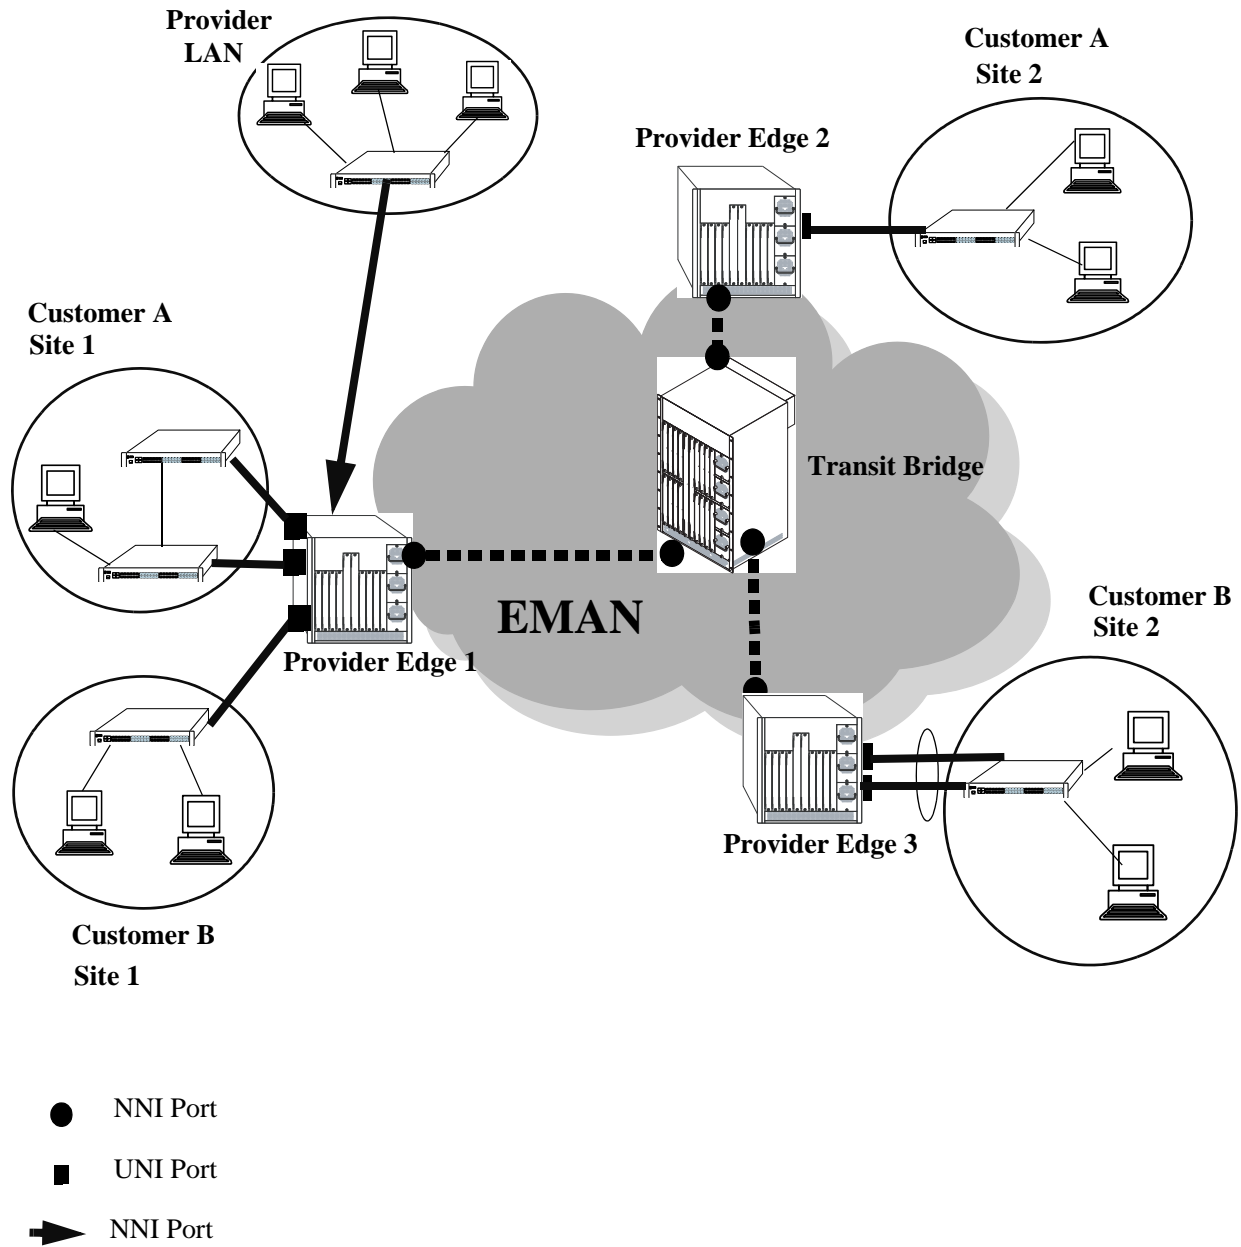 Provider
LAN
Customer A
Site 2
Provider Edge 2
Customer A
Site 1
Transit Bridge
EMAN
Customer B
Site 2
Provider Edge 1
Provider Edge 3
Customer B
Site 1
NNI Port
UNI Port
NNI Port